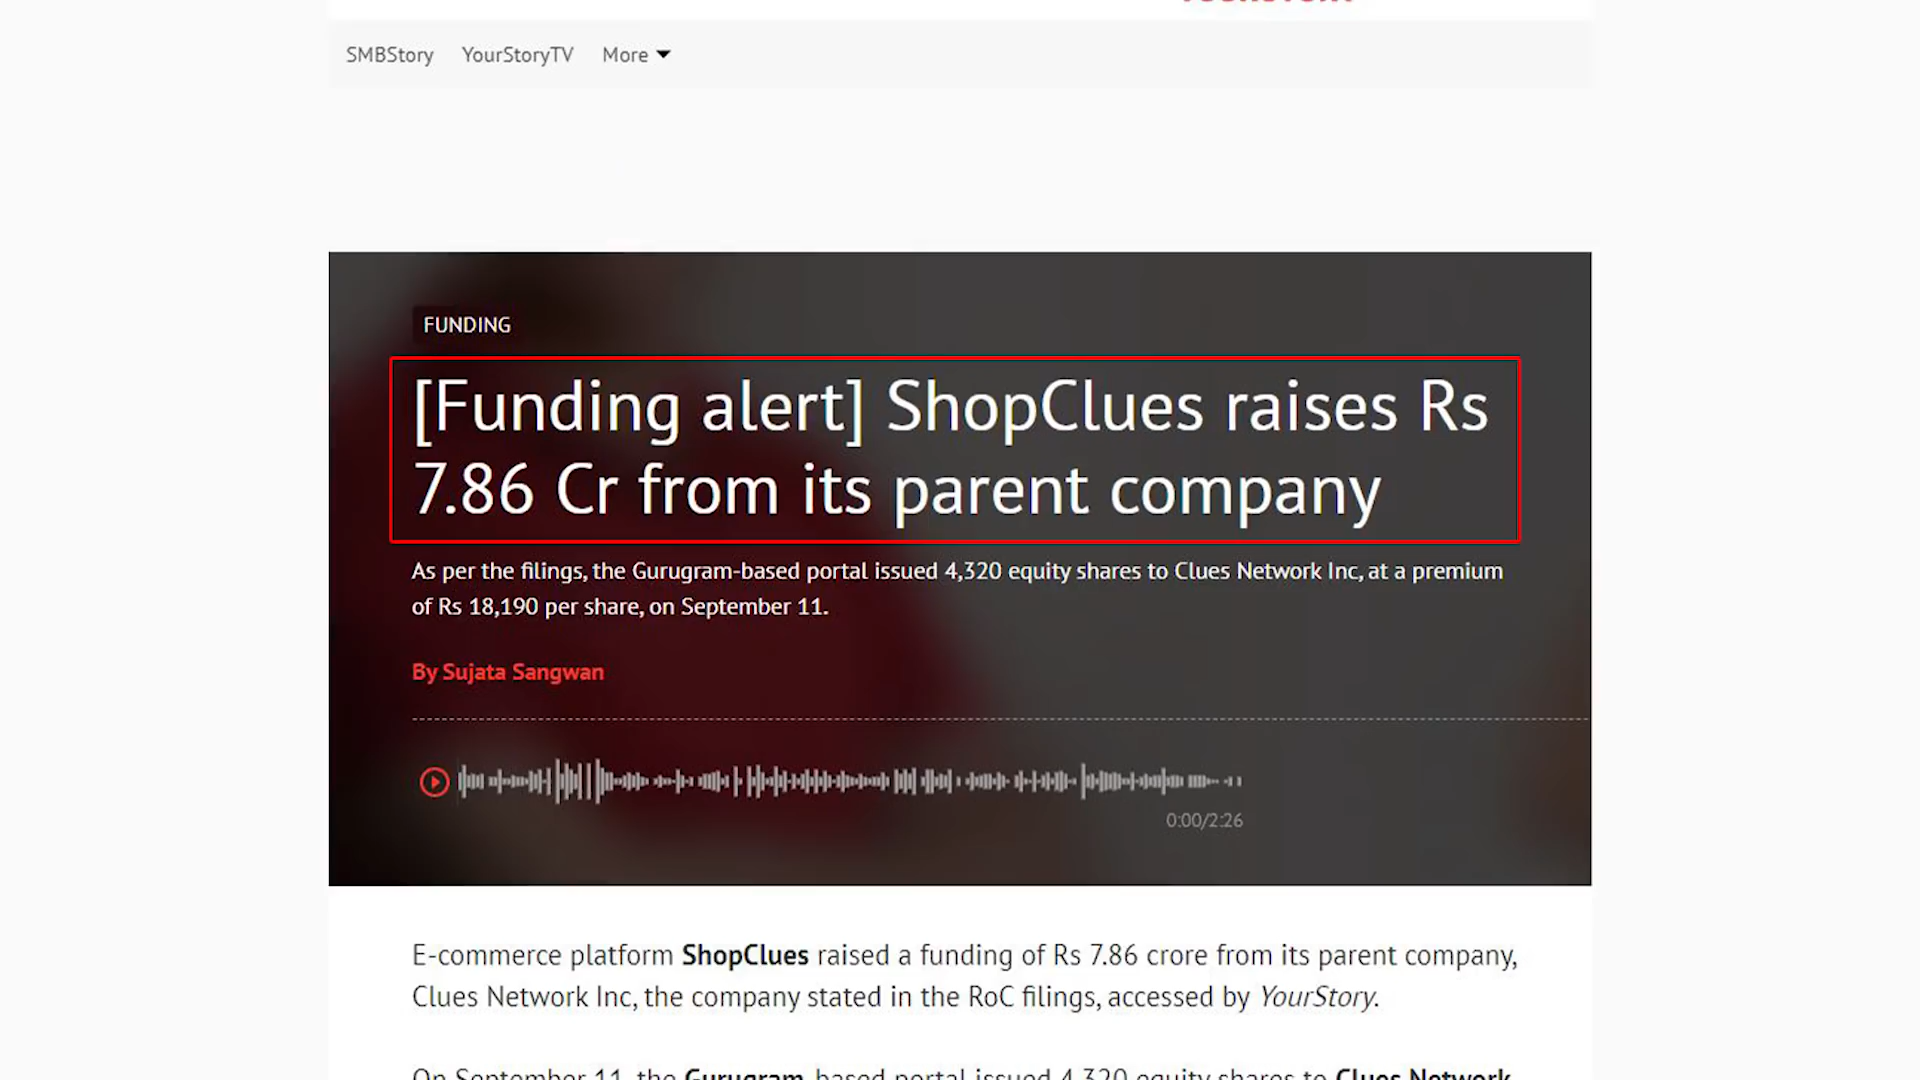 SMBStory YourStoryTV More
FUNDING
[Funding alert] ShopClues raises Rs
7.86 Cr from its parent company
As per the filings, the Gurugram-based portal issued 4,320 equity shares to Clues Network Inc, at a premium
of Rs 18,190 per share, on September 11.
By Sujata Sangwan
0:00/2:26
E-commerce platform ShopClues raised a funding of Rs 7.86 crore from its parent company,
Clues Network Inc, the company stated in the RoC filings, accessed by YourStory.
On September 11, the Gurugram-based portal issued 4,320 equity shares to Clues Network